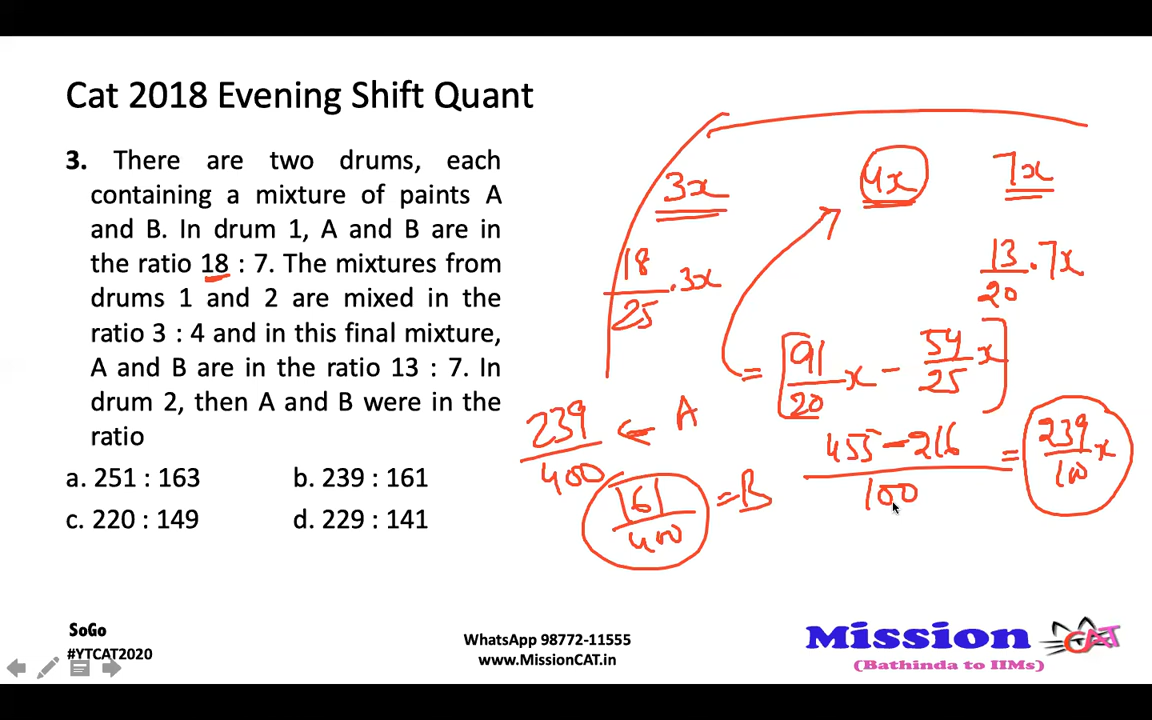 Cat 2018 Evening Shift Quant
3. There are two drums, each
containing a mixture of paints A
and B. In drum 1, A and B are in
the ratio 18 : 7. The mixtures from
drums 1 and 2 are mixed in the
ratio 3 : 4 and in this final mixture,
A and B are in the ratio 13 : 7. In
drum 2, then A and B were in the
ratio
a. 251 : 163 b. 239 : 161
c. 220 : 149 d. 229 : 141
3x 4x 7x
18/25 . 3x
13/20 . 7x
= [91/20 x - 54/25 x]
455 - 216 / 100 = 239/100 x
239/400 ← A
161/400 = B
SoGo
#YTCAT2020
WhatsApp 98772-11555
www.MissionCAT.in
Mission CAT
(Bathinda to IIMs)